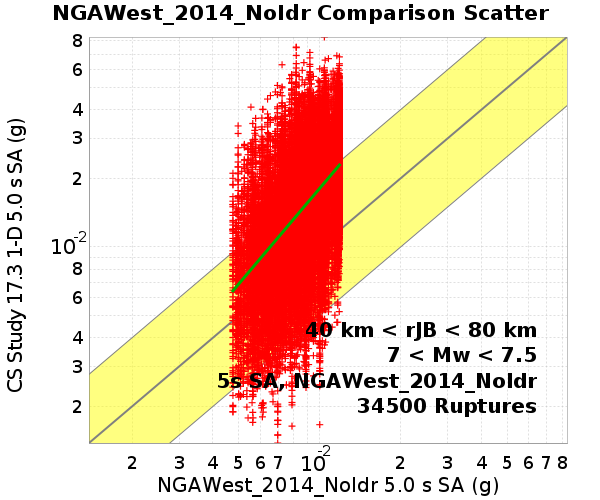 NGAWest_2014_NoIdr Comparison Scatter
CS Study 17.3 1-D 5.0 s SA (g)
8
6
4
3
2
10-2
8
6
4
3
2
40 km < rJB < 80 km
7 < Mw < 7.5
5s SA, NGAWest_2014_NoIdr
34500 Ruptures
2 3 4 5 6 7 10-2 2 3 4 5 6 7 8
NGAWest_2014_NoIdr 5.0 s SA (g)